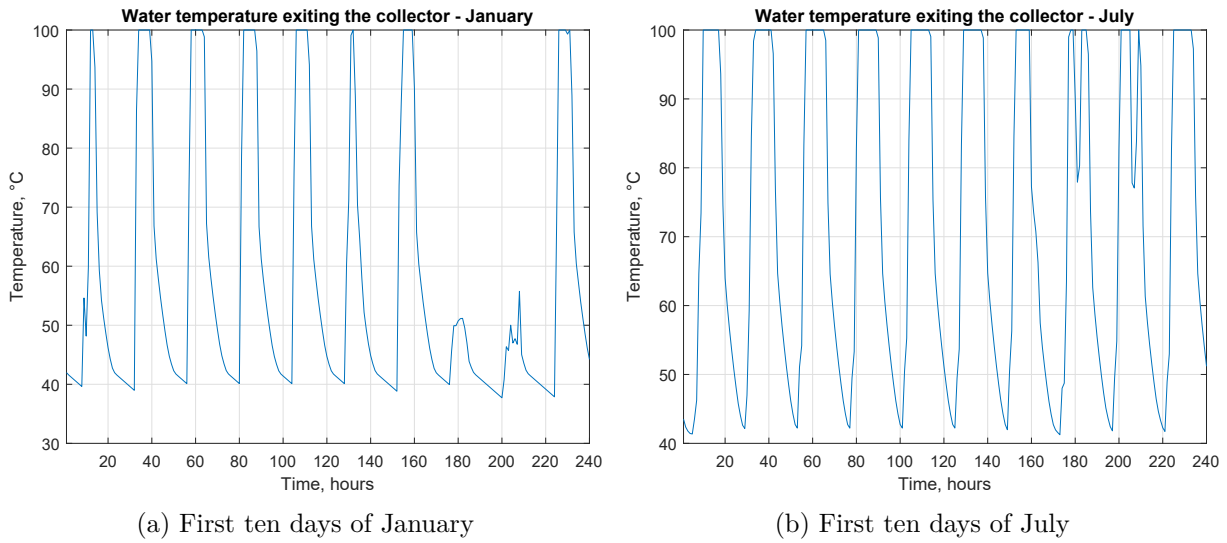 Water temperature exiting the collector - January
100
90
80
70
60
50
40
30
Temperature, °C
20 40 60 80 100 120 140 160 180 200 220 240
Time, hours
(a) First ten days of January
Water temperature exiting the collector - July
100
90
80
70
60
50
40
Temperature, °C
20 40 60 80 100 120 140 160 180 200 220 240
Time, hours
(b) First ten days of July